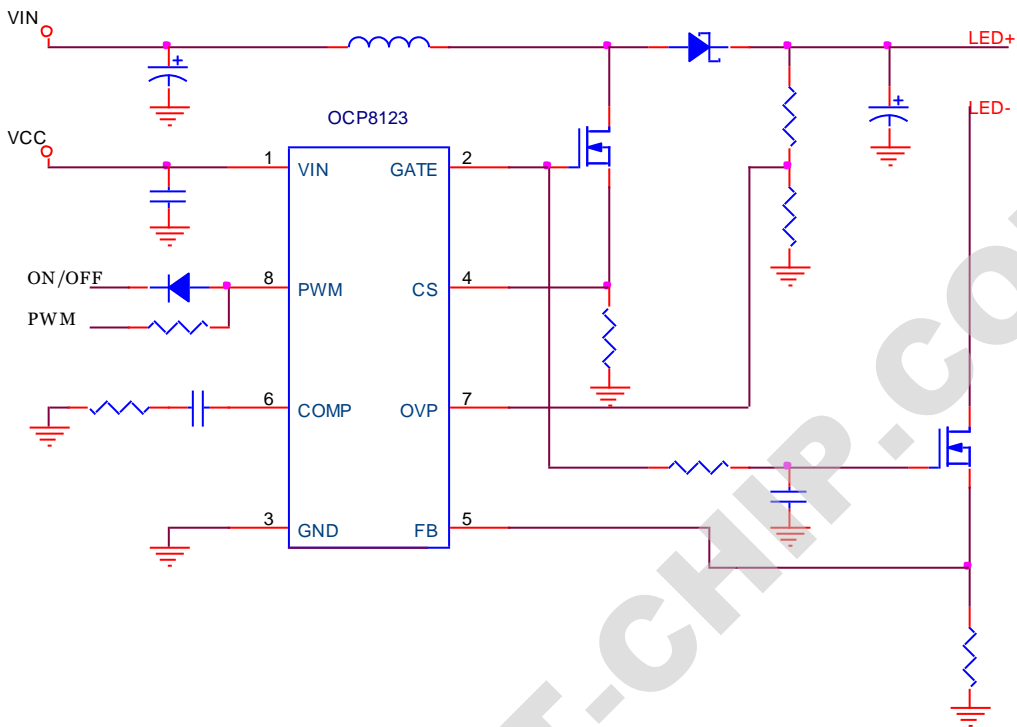 VIN
LED+
LED-
OCP8123
VCC
1 VIN GATE 2
ON/OFF
8 PWM CS 4
PWM
6 COMP OVP 7
3 GND FB 5
T-CHIP.CO